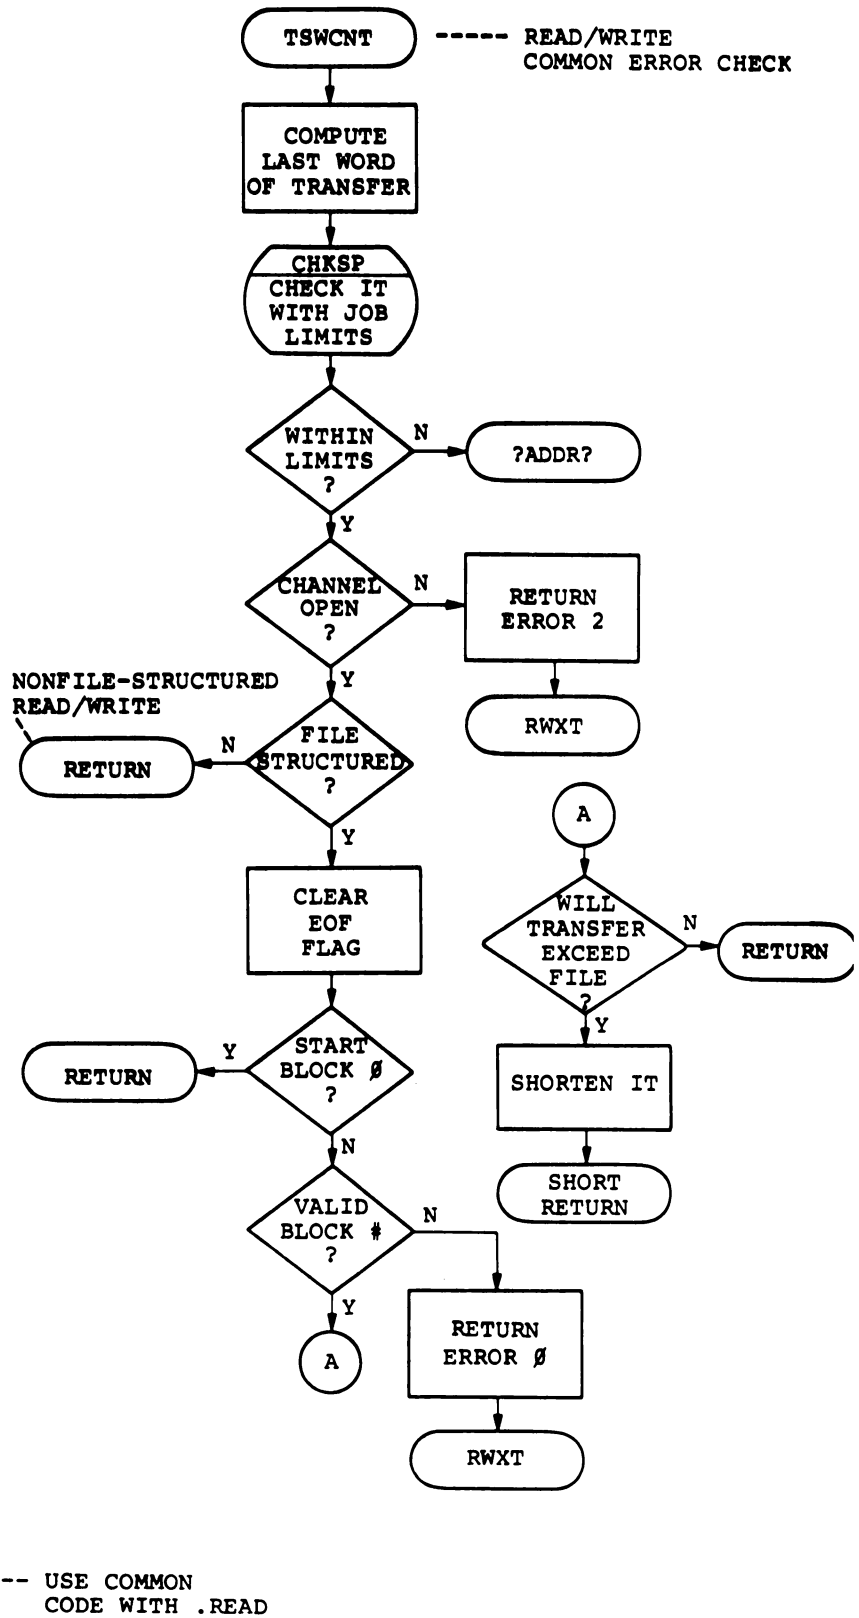 TSWCNT ----- READ/WRITE
COMMON ERROR CHECK
COMPUTE
LAST WORD
OF TRANSFER
CHKSP
CHECK IT
WITH JOB
LIMITS
WITHIN
LIMITS
?
N
?ADDR?
Y
CHANNEL
OPEN
?
N
RETURN
ERROR 2
RWXT
Y
NONFILE-STRUCTURED
READ/WRITE
FILE
STRUCTURED
?
N
RETURN
Y
CLEAR
EOF
FLAG
START
BLOCK Ø
?
Y
RETURN
N
VALID
BLOCK #
?
N
RETURN
ERROR Ø
RWXT
Y
A
A
WILL
TRANSFER
EXCEED
FILE
?
N
RETURN
Y
SHORTEN IT
SHORT
RETURN
-- USE COMMON
CODE WITH .READ